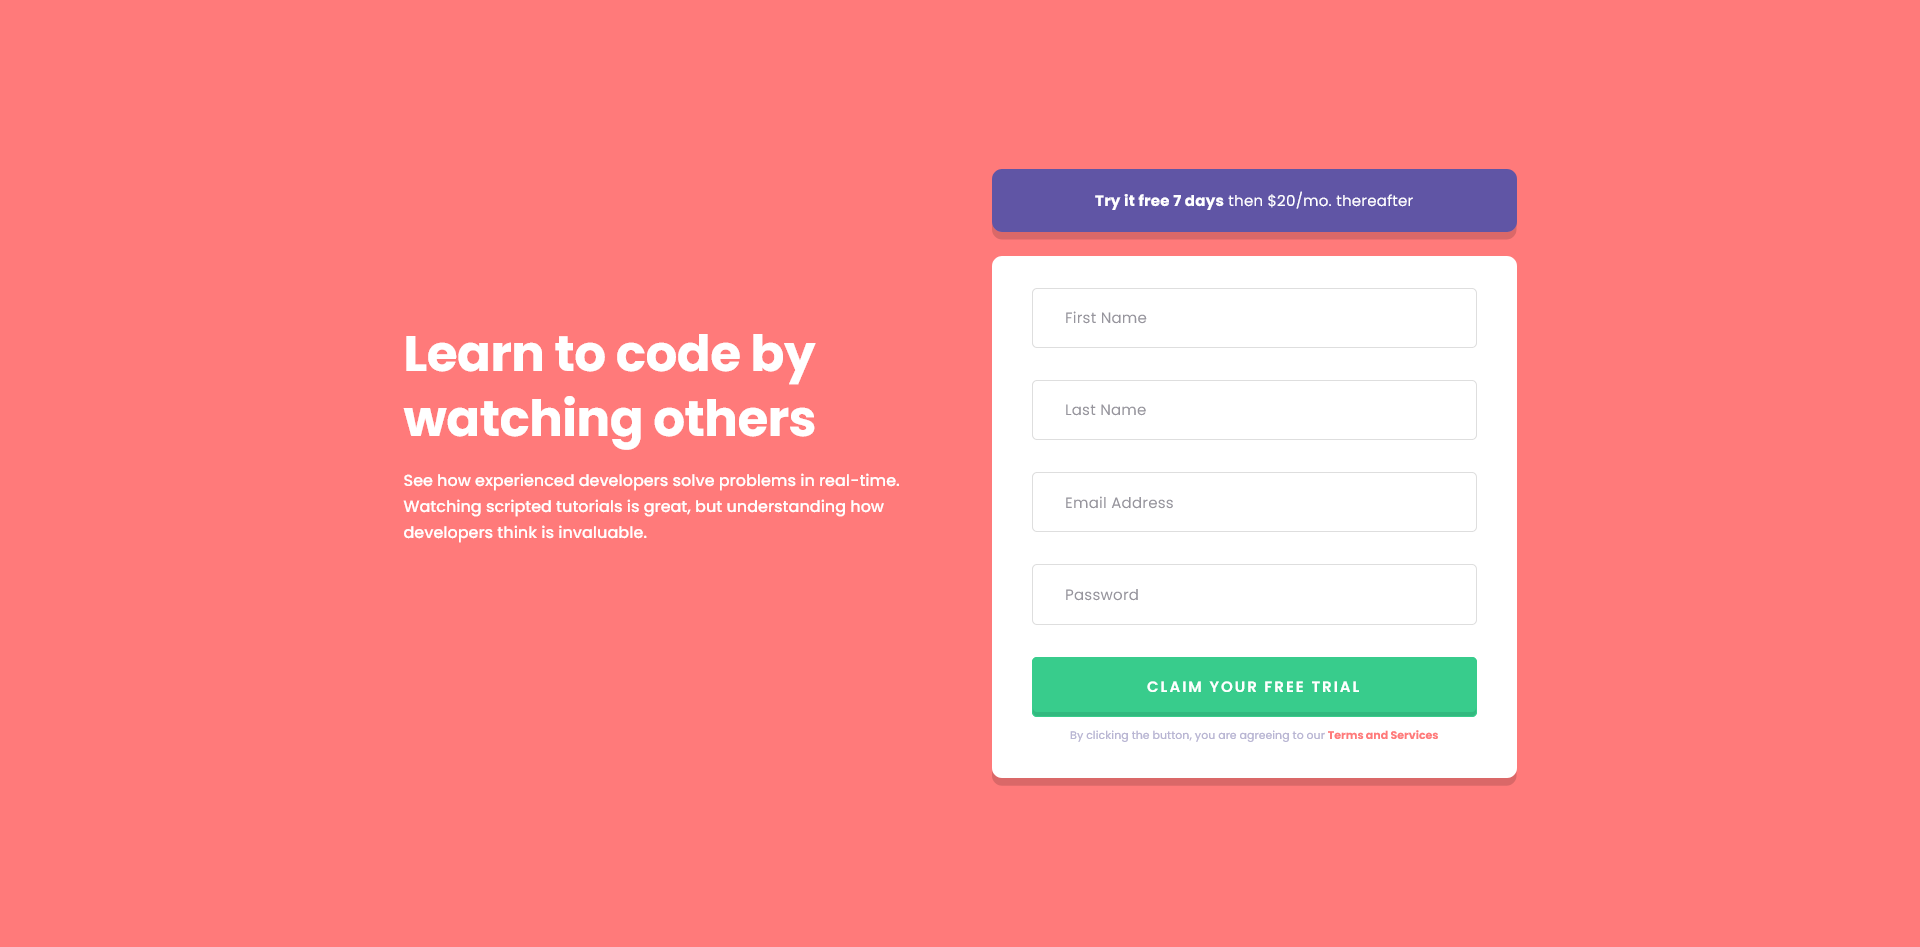 Learn to code by
watching others
See how experienced developers solve problems in real-time.
Watching scripted tutorials is great, but understanding how
developers think is invaluable.
Try it free 7 days then $20/mo. thereafter
First Name
Last Name
Email Address
Password
CLAIM YOUR FREE TRIAL
By clicking the button, you are agreeing to our Terms and Services